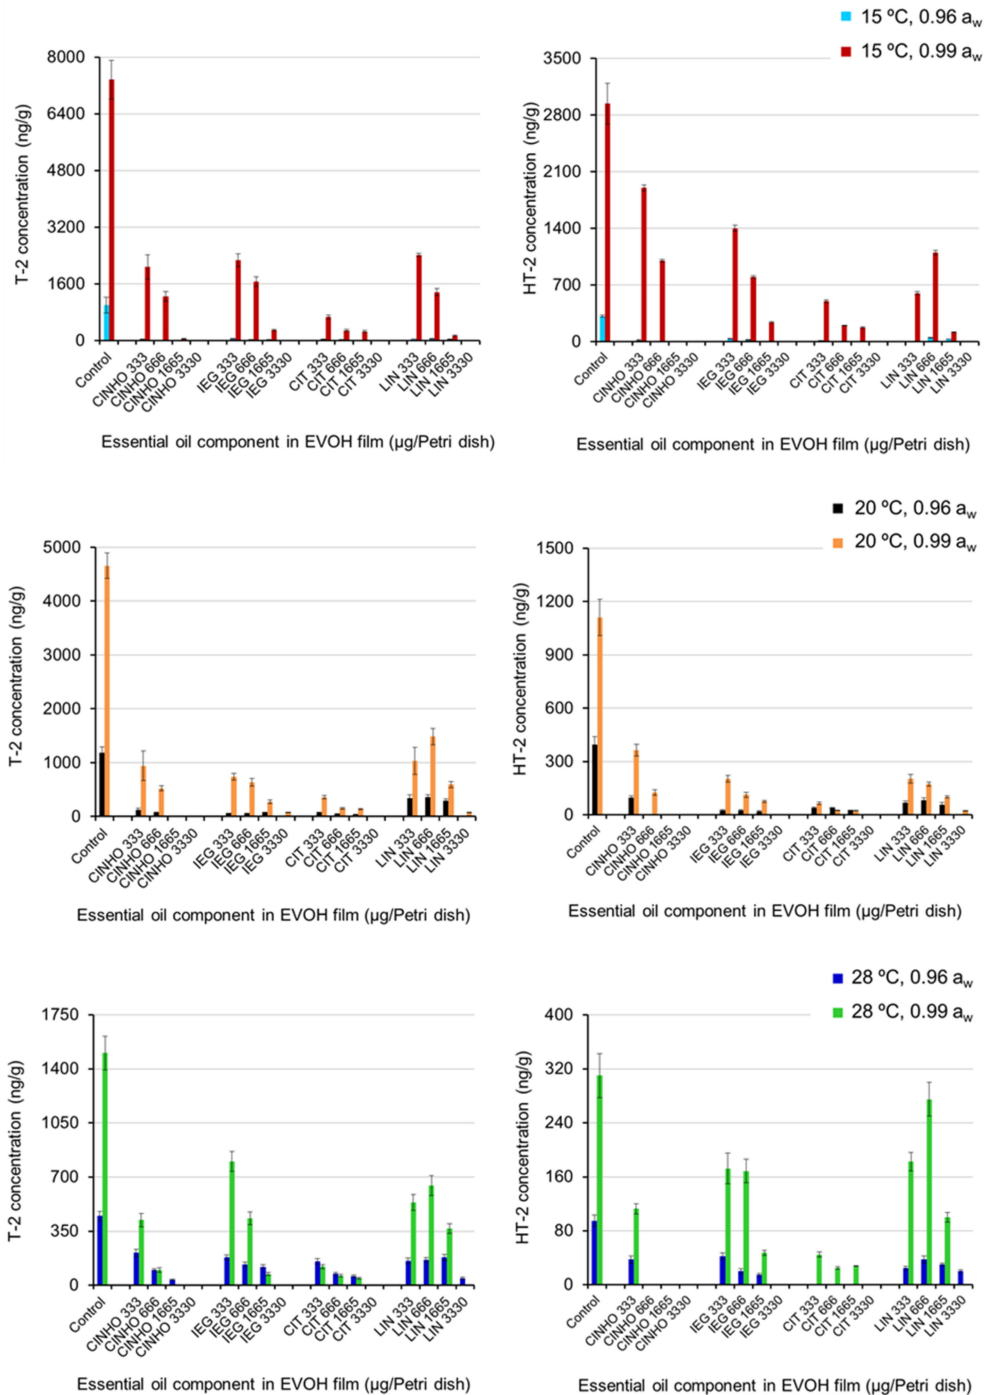 15 ºC, 0.96 aw
15 ºC, 0.99 aw
T-2 concentration (ng/g)
8000
6400
4800
3200
1600
0
Control
CINHO 333
CINHO 666
CINHO 1665
CINHO 3330
IEG 333
IEG 666
IEG 1665
IEG 3330
CIT 333
CIT 666
CIT 1665
CIT 3330
LIN 333
LIN 666
LIN 1665
LIN 3330
Essential oil component in EVOH film (µg/Petri dish)
HT-2 concentration (ng/g)
3500
2800
2100
1400
700
0
Control
CINHO 333
CINHO 666
CINHO 1665
CINHO 3330
IEG 333
IEG 666
IEG 1665
IEG 3330
CIT 333
CIT 666
CIT 1665
CIT 3330
LIN 333
LIN 666
LIN 1665
LIN 3330
Essential oil component in EVOH film (µg/Petri dish)
20 ºC, 0.96 aw
20 ºC, 0.99 aw
T-2 concentration (ng/g)
5000
4000
3000
2000
1000
0
Control
CINHO 333
CINHO 666
CINHO 1665
CINHO 3330
IEG 333
IEG 666
IEG 1665
IEG 3330
CIT 333
CIT 666
CIT 1665
CIT 3330
LIN 333
LIN 666
LIN 1665
LIN 3330
Essential oil component in EVOH film (µg/Petri dish)
HT-2 concentration (ng/g)
1500
1200
900
600
300
0
Control
CINHO 333
CINHO 666
CINHO 1665
CINHO 3330
IEG 333
IEG 666
IEG 1665
IEG 3330
CIT 333
CIT 666
CIT 1665
CIT 3330
LIN 333
LIN 666
LIN 1665
LIN 3330
Essential oil component in EVOH film (µg/Petri dish)
28 ºC, 0.96 aw
28 ºC, 0.99 aw
T-2 concentration (ng/g)
1750
1400
1050
700
350
0
Control
CINHO 333
CINHO 666
CINHO 1665
CINHO 3330
IEG 333
IEG 666
IEG 1665
IEG 3330
CIT 333
CIT 666
CIT 1665
CIT 3330
LIN 333
LIN 666
LIN 1665
LIN 3330
Essential oil component in EVOH film (µg/Petri dish)
HT-2 concentration (ng/g)
400
320
240
160
80
0
Control
CINHO 333
CINHO 666
CINHO 1665
CINHO 3330
IEG 333
IEG 666
IEG 1665
IEG 3330
CIT 333
CIT 666
CIT 1665
CIT 3330
LIN 333
LIN 666
LIN 1665
LIN 3330
Essential oil component in EVOH film (µg/Petri dish)